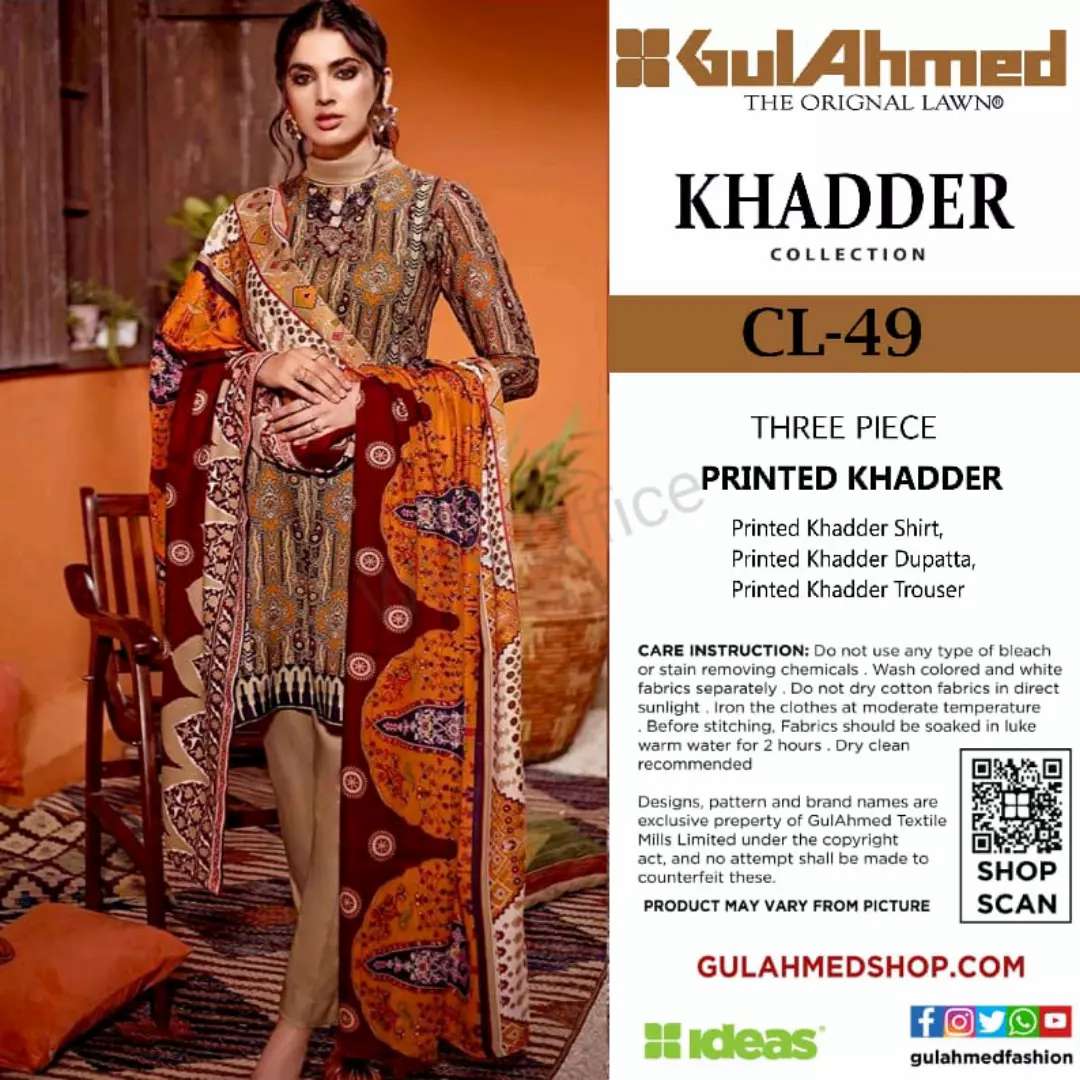 GulAhmed
THE ORIGNAL LAWN®
KHADDER
COLLECTION
CL-49
THREE PIECE
PRINTED KHADDER
Printed Khadder Shirt,
Printed Khadder Dupatta,
Printed Khadder Trouser
CARE INSTRUCTION: Do not use any type of bleach
or stain removing chemicals . Wash colored and white
fabrics separately . Do not dry cotton fabrics in direct
sunlight . Iron the clothes at moderate temperature
. Before stitching, Fabrics should be soaked in luke
warm water for 2 hours . Dry clean
recommended
Designs, pattern and brand names are
exclusive preperty of GulAhmed Textile
Mills Limited under the copyright
act, and no attempt shall be made to
counterfeit these.
PRODUCT MAY VARY FROM PICTURE
SHOP
SCAN
GULAHMEDSHOP.COM
ideas
gulahmedfashion